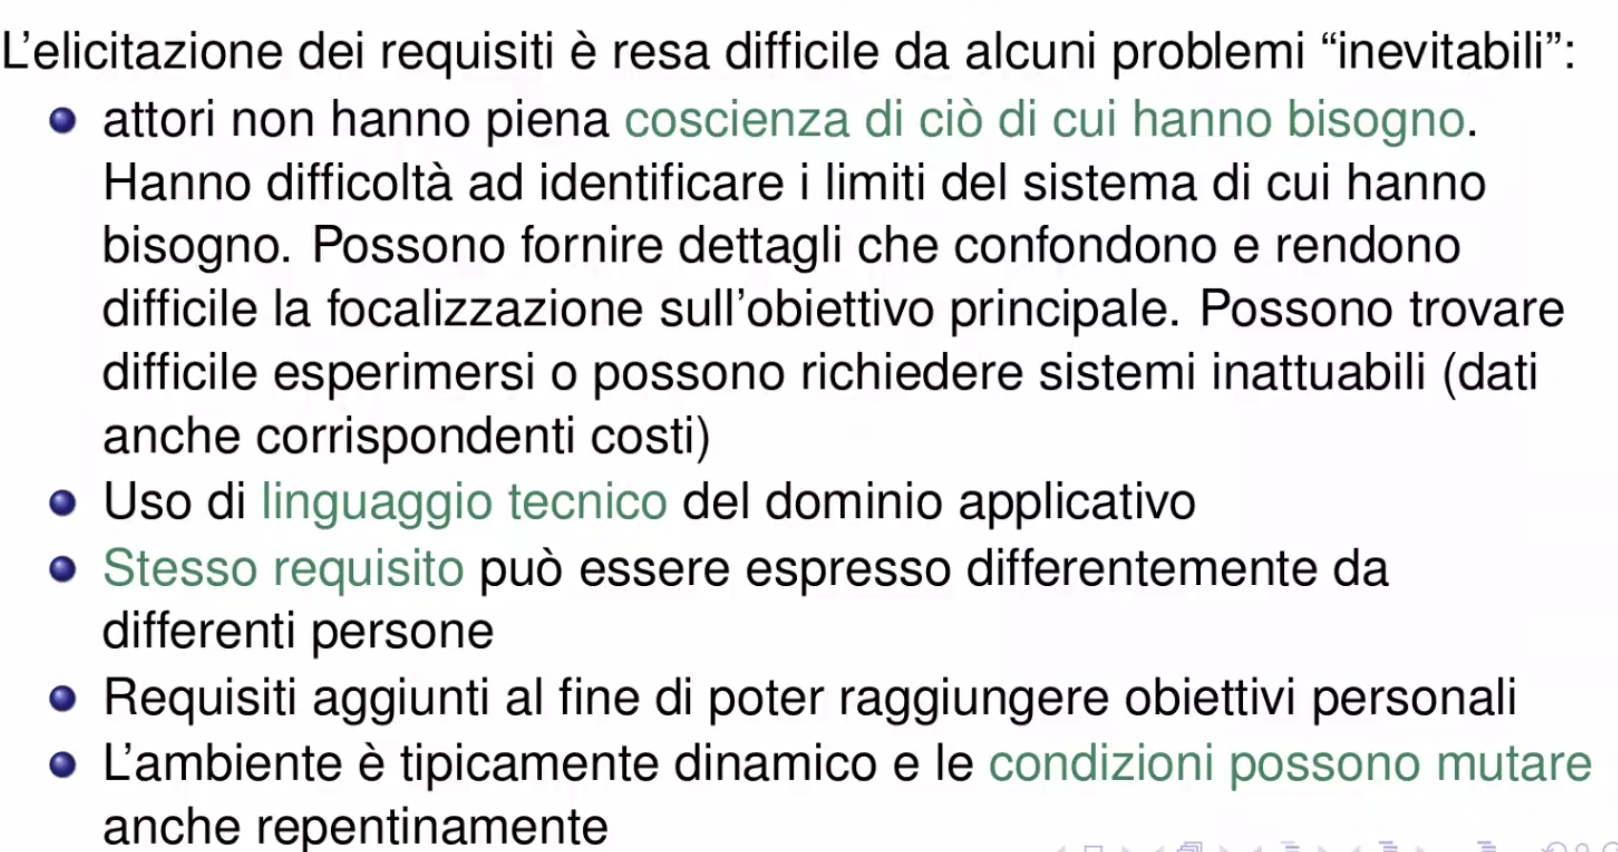 L'elicitazione dei requisiti è resa difficile da alcuni problemi “inevitabili”:
attori non hanno piena coscienza di ciò di cui hanno bisogno.
Hanno difficoltà ad identificare i limiti del sistema di cui hanno
bisogno. Possono fornire dettagli che confondono e rendono
difficile la focalizzazione sull'obiettivo principale. Possono trovare
difficile esperimersi o possono richiedere sistemi inattuabili (dati
anche corrispondenti costi)
Uso di linguaggio tecnico del dominio applicativo
Stesso requisito può essere espresso differentemente da
differenti persone
Requisiti aggiunti al fine di poter raggiungere obiettivi personali
L'ambiente è tipicamente dinamico e le condizioni possono mutare
anche repentinamente